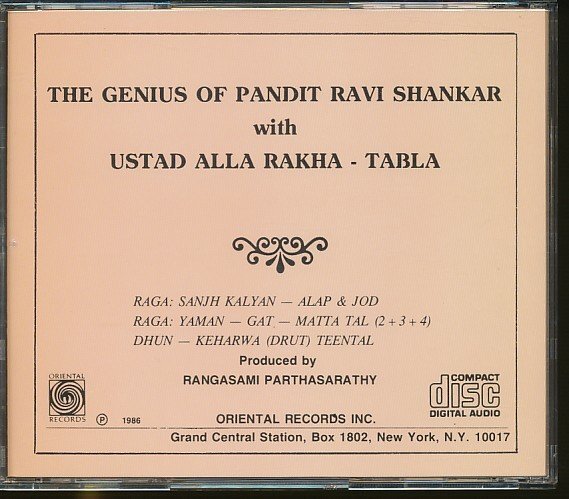 THE GENIUS OF PANDIT RAVI SHANKAR
with
USTAD ALLA RAKHA - TABLA
RAGA: SANJH KALYAN — ALAP & JOD
RAGA: YAMAN — GAT — MATTA TAL (2+3+4)
DHUN — KEHARWA (DRUT) TEENTAL
Produced by
RANGASAMI PARTHASARATHY
ORIENTAL
RECORDS
Ⓟ 1986
ORIENTAL RECORDS INC.
Grand Central Station, Box 1802, New York, N.Y. 10017
COMPACT
disc
DIGITAL AUDIO